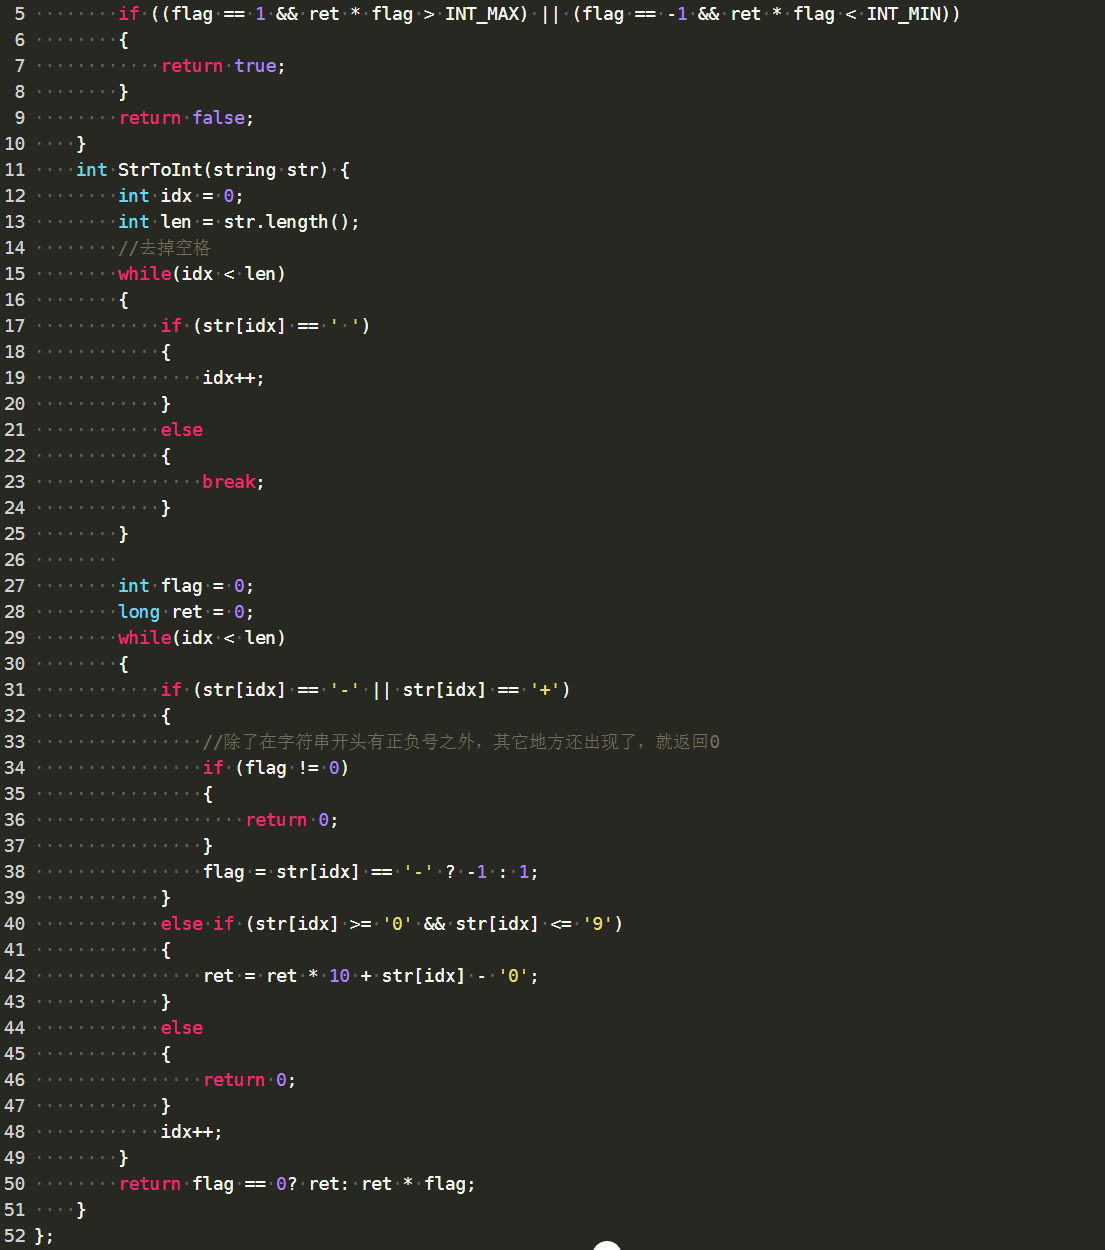 5 if ((flag == 1 && ret * flag > INT_MAX) || (flag == -1 && ret * flag < INT_MIN))
6 {
7 return true;
8 }
9 return false;
10 }
11 int StrToInt(string str) {
12 int idx = 0;
13 int len = str.length();
14 //去掉空格
15 while(idx < len)
16 {
17 if (str[idx] == ' ')
18 {
19 idx++;
20 }
21 else
22 {
23 break;
24 }
25 }
26
27 int flag = 0;
28 long ret = 0;
29 while(idx < len)
30 {
31 if (str[idx] == '-' || str[idx] == '+')
32 {
33 //除了在字符串开头有正负号之外，其它地方还出现了，就返回0
34 if (flag != 0)
35 {
36 return 0;
37 }
38 flag = str[idx] == '-' ? -1 : 1;
39 }
40 else if (str[idx] >= '0' && str[idx] <= '9')
41 {
42 ret = ret * 10 + str[idx] - '0';
43 }
44 else
45 {
46 return 0;
47 }
48 idx++;
49 }
50 return flag == 0? ret: ret * flag;
51 }
52 };